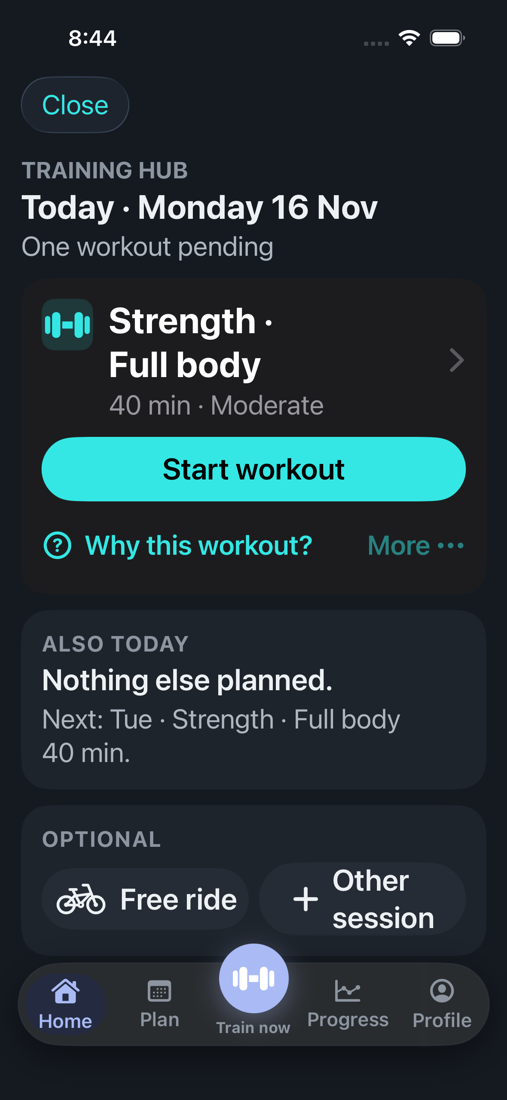 8:44
Close
TRAINING HUB
Today · Monday 16 Nov
One workout pending
Strength ·
Full body
40 min · Moderate
Start workout
Why this workout?
More ···
ALSO TODAY
Nothing else planned.
Next: Tue · Strength · Full body
40 min.
OPTIONAL
Free ride
+ Other
session
Home
Plan
Train now
Progress
Profile